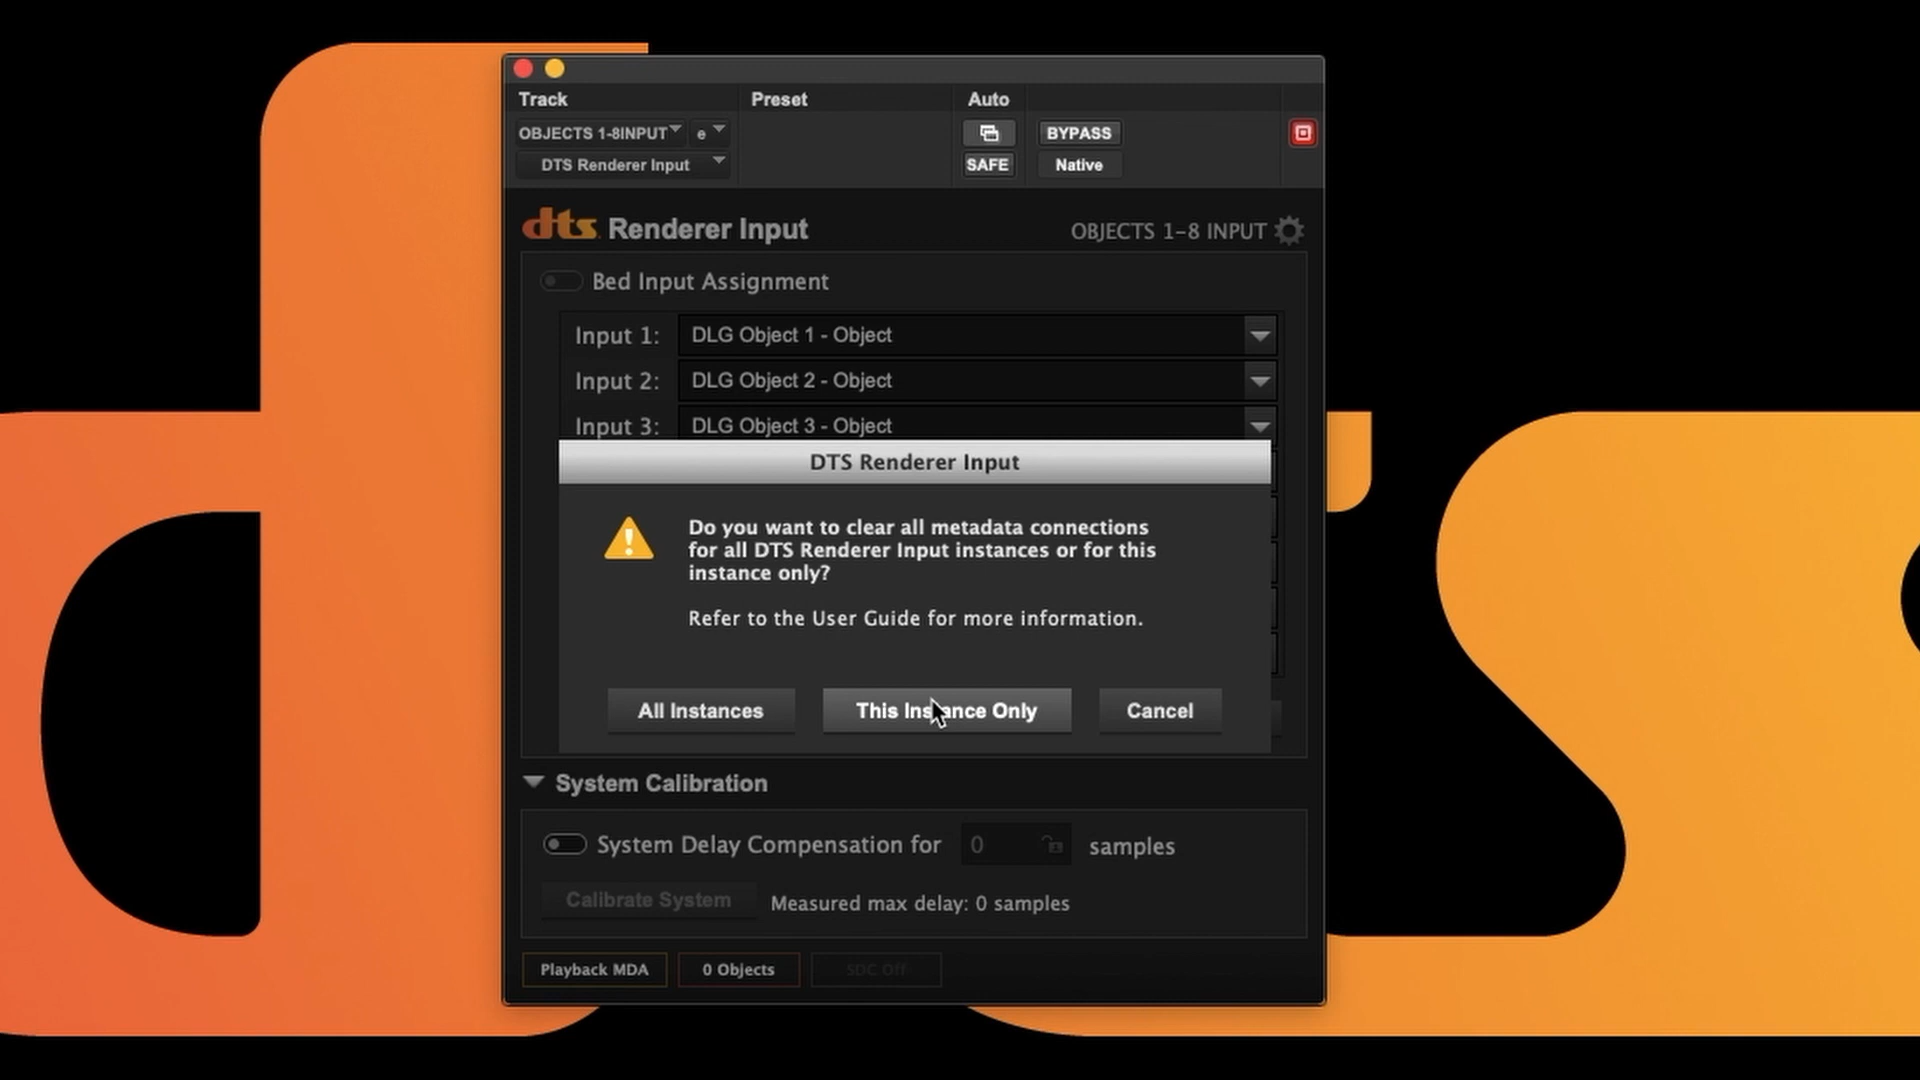 Track
Preset
Auto
OBJECTS 1-8INPUT
e
BYPASS
DTS Renderer Input
SAFE
Native
dts Renderer Input
OBJECTS 1-8 INPUT
Bed Input Assignment
Input 1:
DLG Object 1 - Object
Input 2:
DLG Object 2 - Object
Input 3:
DLG Object 3 - Object
DTS Renderer Input
Do you want to clear all metadata connections
for all DTS Renderer Input instances or for this
instance only?
Refer to the User Guide for more information.
All Instances
This Instance Only
Cancel
System Calibration
System Delay Compensation for
0
samples
Calibrate System
Measured max delay: 0 samples
Playback MDA
0 Objects
SDC Off
dts